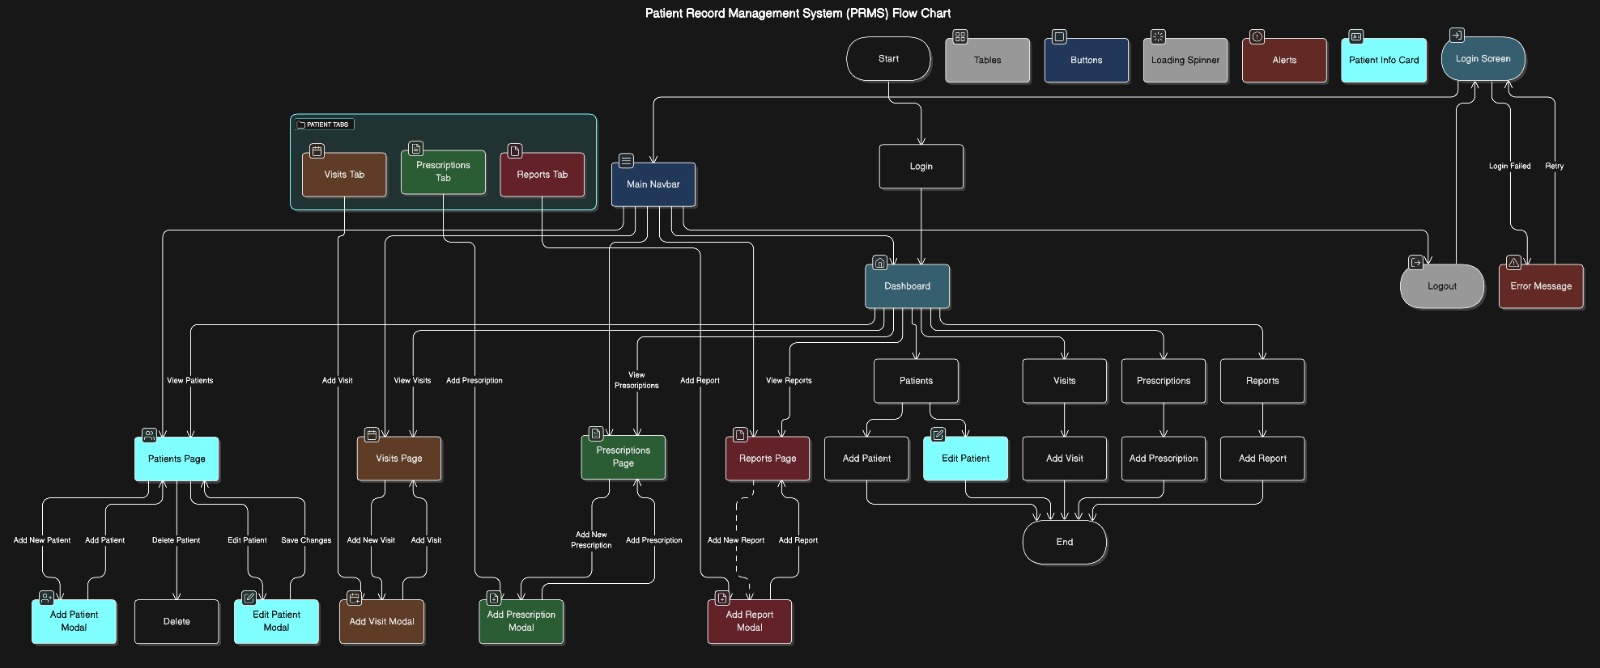 Patient Record Management System (PRMS) Flow Chart
Start
Tables
Buttons
Loading Spinner
Alerts
Patient Info Card
Login Screen
PATIENT TABS
Visits Tab
Prescriptions
Tab
Reports Tab
Main Navbar
Login
Login Failed
Retry
Dashboard
Logout
Error Message
View Patients
Add Visit
View Visits
Add Prescription
View
Prescriptions
Add Report
View Reports
Patients
Visits
Prescriptions
Reports
Patients Page
Visits Page
Prescriptions
Page
Reports Page
Add Patient
Edit Patient
Add Visit
Add Prescription
Add Report
Add New Patient
Add Patient
Delete Patient
Edit Patient
Save Changes
Add New Visit
Add Visit
Add New
Prescription
Add Prescription
Add New Report
Add Report
End
Add Patient
Modal
Delete
Edit Patient
Modal
Add Visit Modal
Add Prescription
Modal
Add Report
Modal